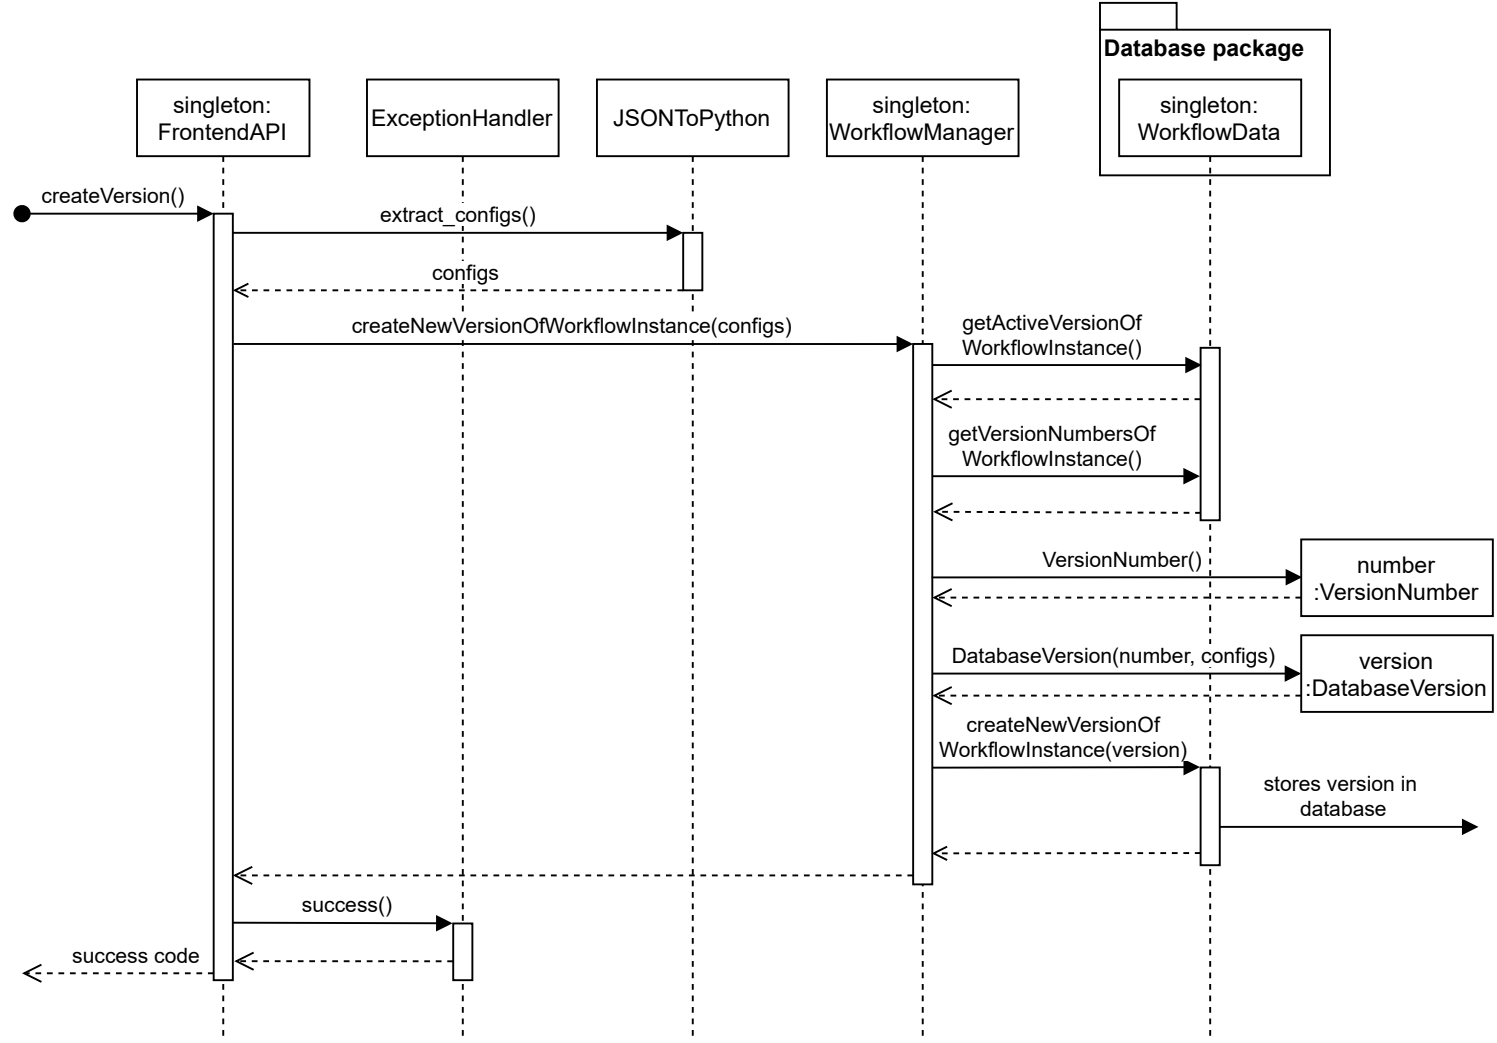 Database package
singleton:
FrontendAPI
ExceptionHandler
JSONToPython
singleton:
WorkflowManager
singleton:
WorkflowData
createVersion()
extract_configs()
configs
createNewVersionOfWorkflowInstance(configs)
getActiveVersionOf
WorkflowInstance()
getVersionNumbersOf
WorkflowInstance()
VersionNumber()
number
:VersionNumber
DatabaseVersion(number, configs)
version
:DatabaseVersion
createNewVersionOf
WorkflowInstance(version)
stores version in
database
success()
success code